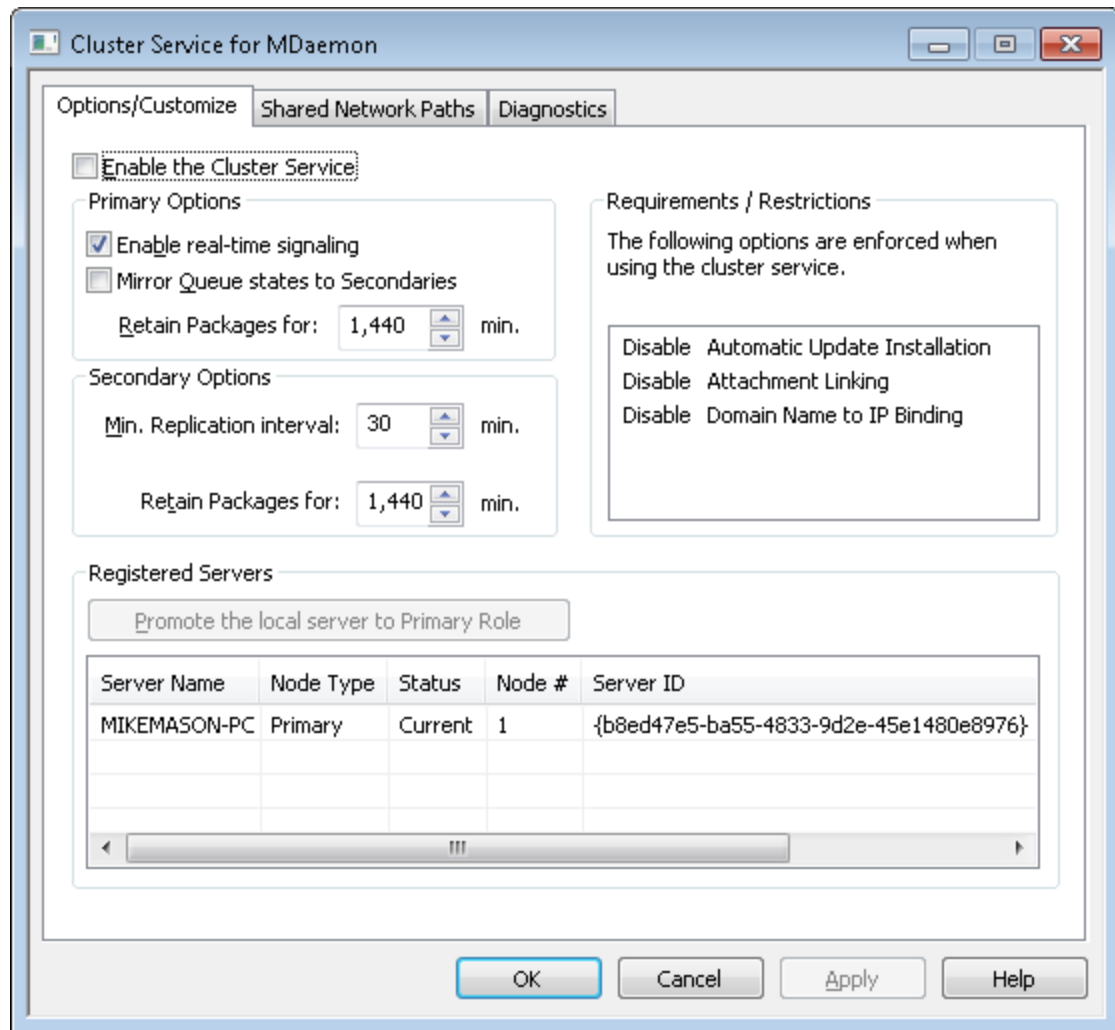 Cluster Service for MDaemon
Options/Customize Shared Network Paths Diagnostics
Enable the Cluster Service
Primary Options
Enable real-time signaling
Mirror Queue states to Secondaries
Retain Packages for: 1,440 min.
Secondary Options
Min. Replication interval: 30 min.
Retain Packages for: 1,440 min.
Requirements / Restrictions
The following options are enforced when
using the cluster service.
Disable Automatic Update Installation
Disable Attachment Linking
Disable Domain Name to IP Binding
Registered Servers
Promote the local server to Primary Role
Server Name Node Type Status Node # Server ID
MIKEMASON-PC Primary Current 1 {b8ed47e5-ba55-4833-9d2e-45e1480e8976}
OK Cancel Apply Help